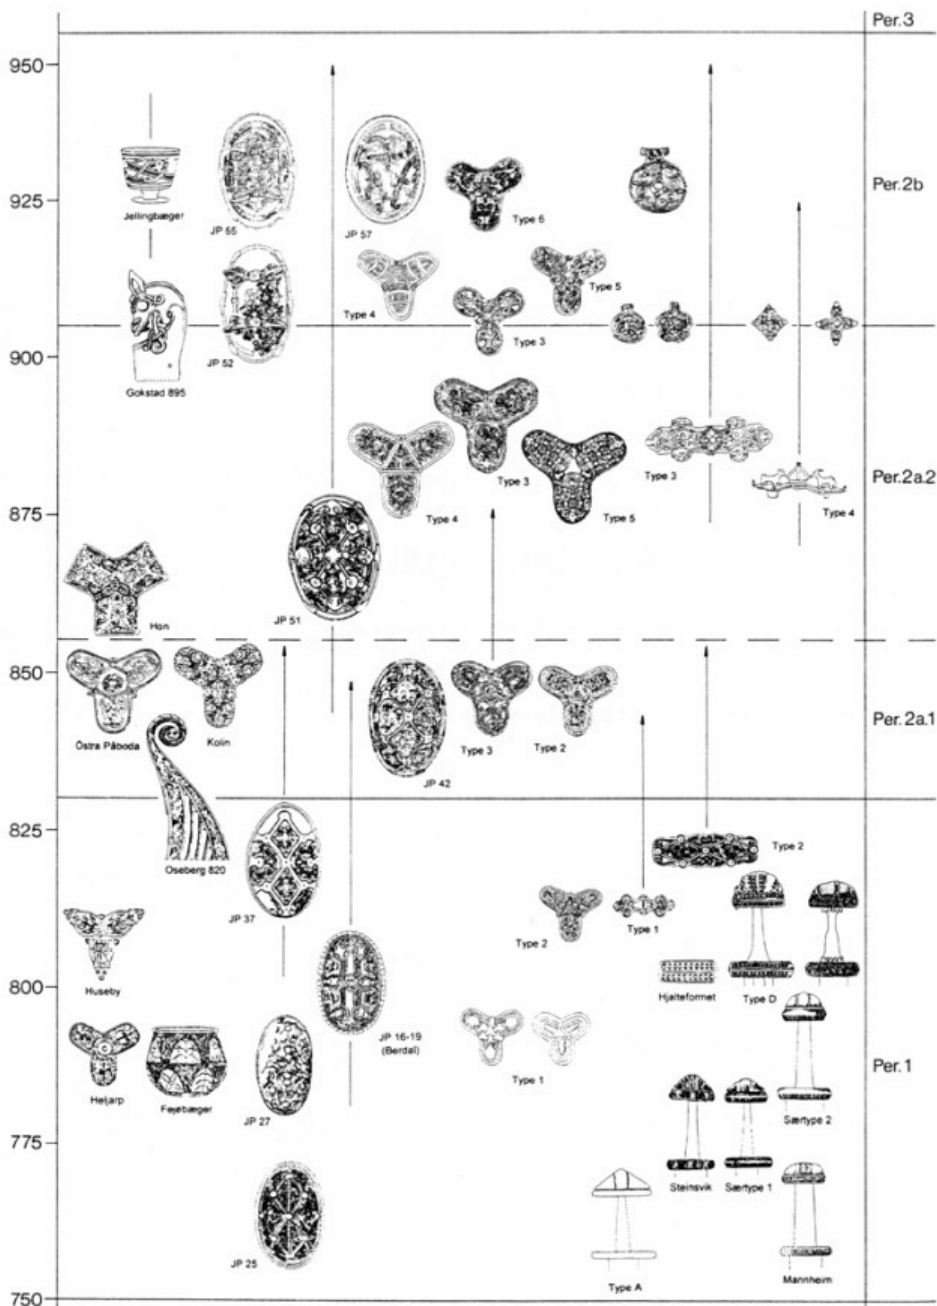 Per.3
950
Per.2b
Jellingbæger
JP 55
JP 57
Type 6
925
Type 4
Type 5
Type 3
JP 52
900
Gokstad 895
Type 4
Type 3
Type 5
Type 3
Type 4
Per.2a.2
875
Hon
JP 51
850
Östra Påboda
Kolin
JP 42
Type 3
Type 2
Per.2a.1
Oseberg 820
825
JP 37
Type 2
Type 2
Type 1
Huseby
800
Hjalteformet
Type D
JP 16-19
(Berdal)
Type 1
Heljarp
Føjebæger
JP 27
Per.1
Særtype 2
775
Steinsvik
Særtype 1
JP 25
Type A
Mannheim
750